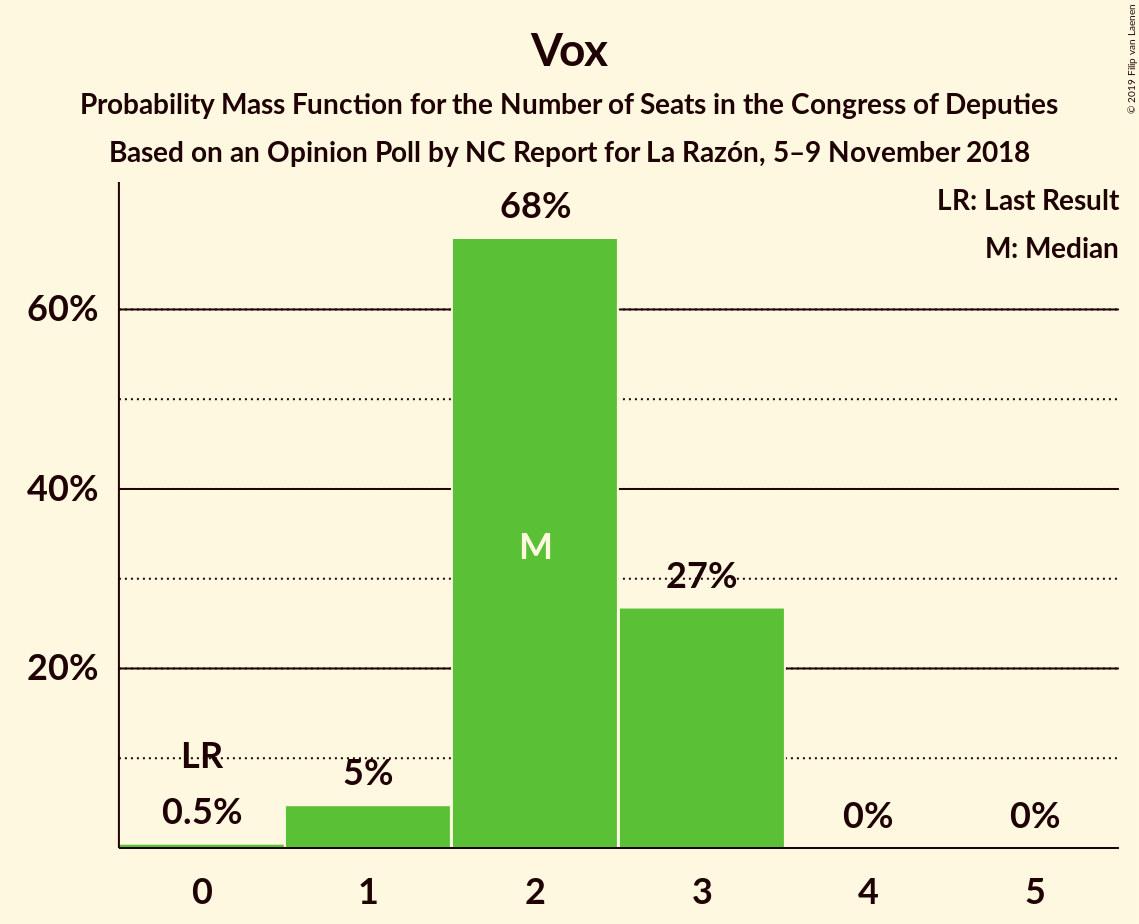 Vox
Probability Mass Function for the Number of Seats in the Congress of Deputies
Based on an Opinion Poll by NC Report for La Razón, 5–9 November 2018
© 2019 Filip van Laenen
LR: Last Result
M: Median
68%
60%
40%
M
27%
20%
LR
5%
0.5%
0%
0%
0
1
2
3
4
5